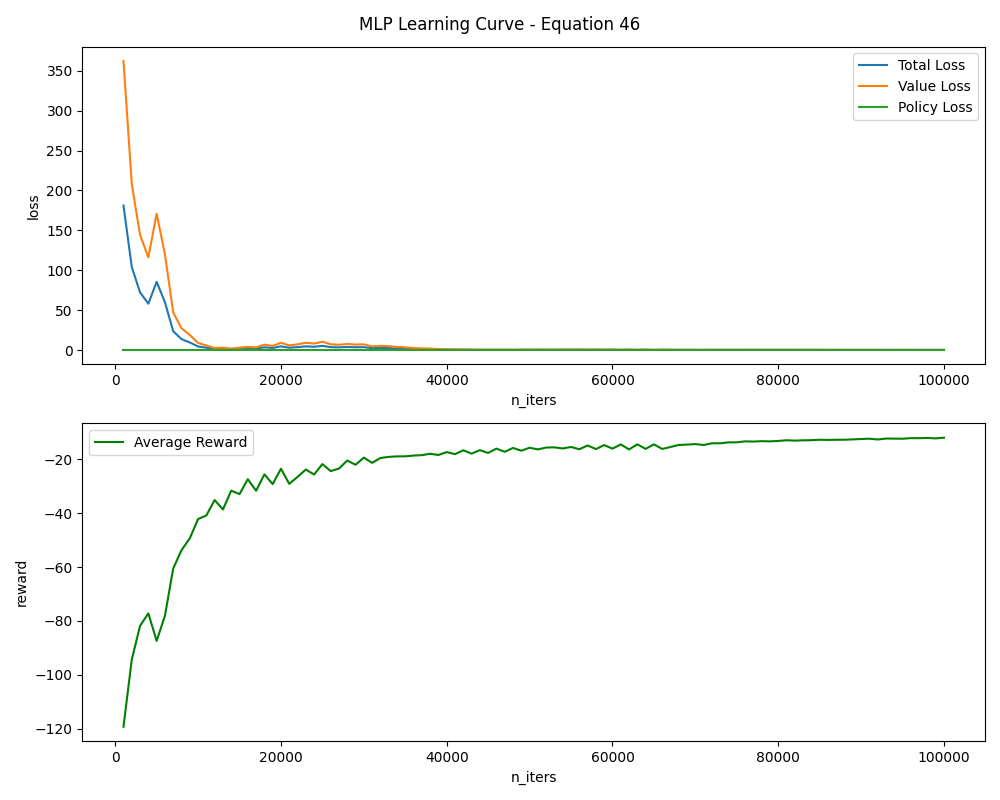 MLP Learning Curve - Equation 46
350
300
250
200
150
100
50
0
loss
Total Loss
Value Loss
Policy Loss
0 20000 40000 60000 80000 100000
n_iters
Average Reward
−20
−40
−60
−80
−100
−120
reward
0 20000 40000 60000 80000 100000
n_iters